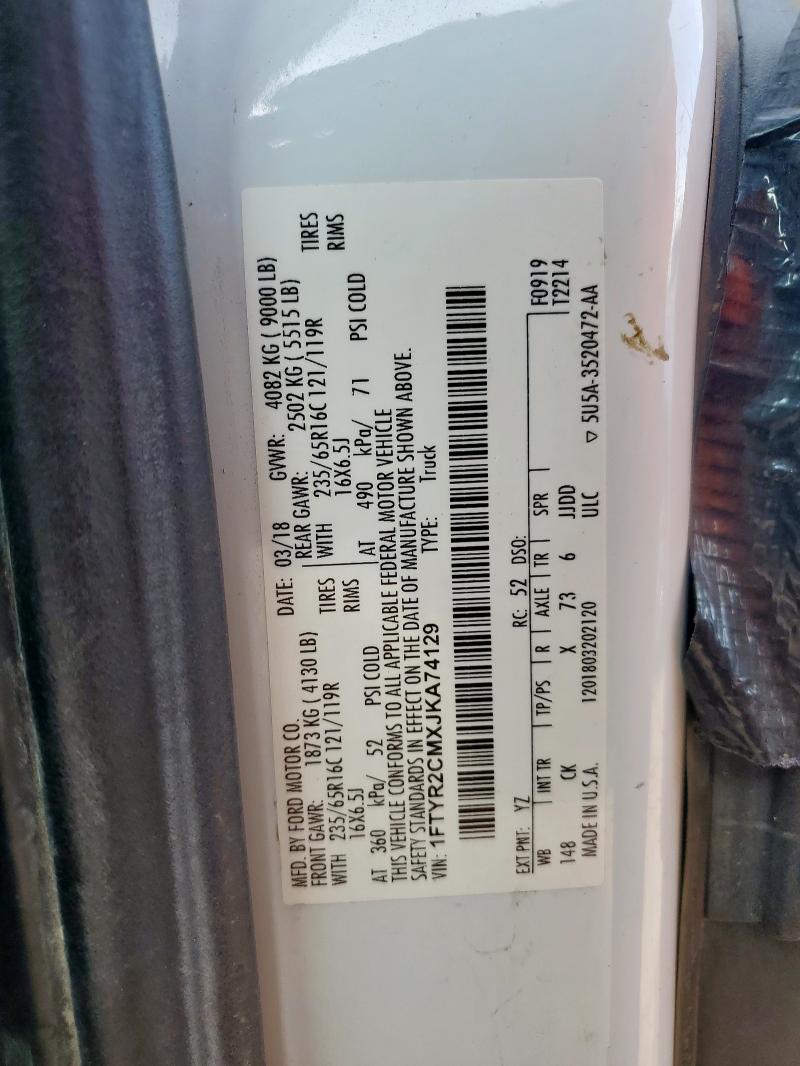 MFD. BY FORD MOTOR CO. DATE: 03/18 GVWR: 4082 KG ( 9000 LB)
FRONT GAWR: 1873 KG ( 4130 LB) REAR GAWR: 2502 KG ( 5515 LB)
WITH 235/65R16C 121/119R TIRES WITH 235/65R16C 121/119R TIRES
16X6.5J RIMS 16X6.5J RIMS
AT 360 kPa/ 52 PSI COLD AT 490 kPa/ 71 PSI COLD
THIS VEHICLE CONFORMS TO ALL APPLICABLE FEDERAL MOTOR VEHICLE
SAFETY STANDARDS IN EFFECT ON THE DATE OF MANUFACTURE SHOWN ABOVE.
VIN: 1FTYR2CMXJKA74129 TYPE: Truck
EXT PNT: YZ RC: 52 DSO:
WB INT TR TP/PS R AXLE TR SPR F0919
148 CK X 73 6 JJDD T2214
MADE IN U.S.A. 1201803202120 ULC ▽ 5U5A-3520472-AA